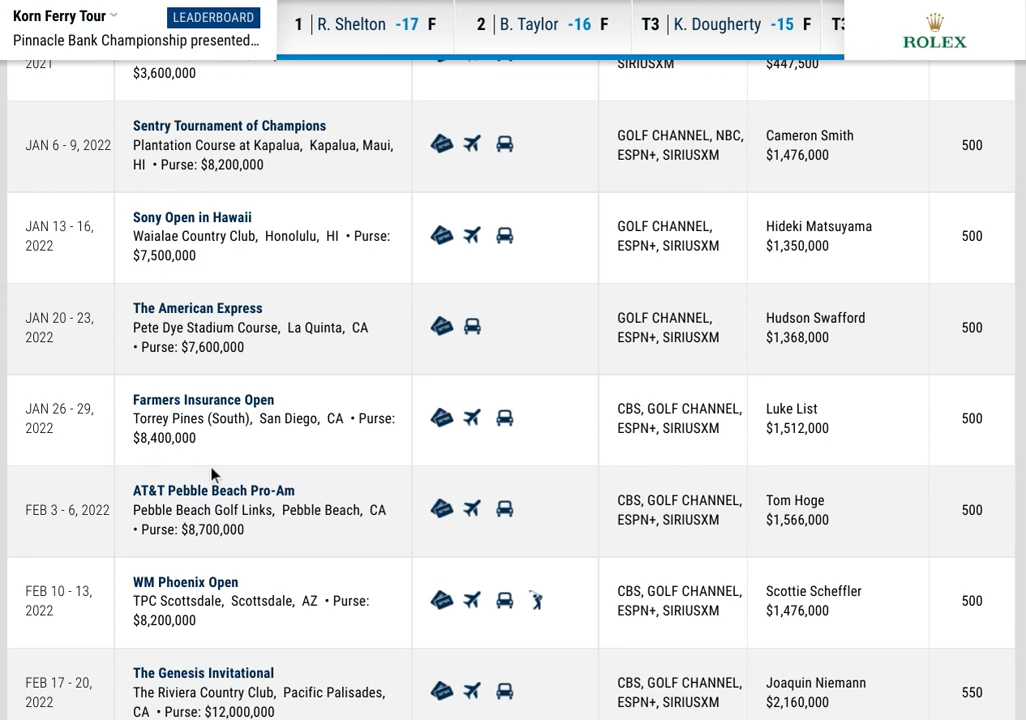 Korn Ferry Tour
LEADERBOARD
Pinnacle Bank Championship presented...
1 R. Shelton -17 F
2 B. Taylor -16 F
T3 K. Dougherty -15 F
T3
ROLEX
2021
$3,600,000
SIRIUSXM
$447,500
JAN 6 - 9, 2022
Sentry Tournament of Champions
Plantation Course at Kapalua, Kapalua, Maui,
HI • Purse: $8,200,000
GOLF CHANNEL, NBC,
ESPN+, SIRIUSXM
Cameron Smith
$1,476,000
500
JAN 13 - 16,
2022
Sony Open in Hawaii
Waialae Country Club, Honolulu, HI • Purse:
$7,500,000
GOLF CHANNEL,
ESPN+, SIRIUSXM
Hideki Matsuyama
$1,350,000
500
JAN 20 - 23,
2022
The American Express
Pete Dye Stadium Course, La Quinta, CA
• Purse: $7,600,000
GOLF CHANNEL,
ESPN+, SIRIUSXM
Hudson Swafford
$1,368,000
500
JAN 26 - 29,
2022
Farmers Insurance Open
Torrey Pines (South), San Diego, CA • Purse:
$8,400,000
CBS, GOLF CHANNEL,
ESPN+, SIRIUSXM
Luke List
$1,512,000
500
FEB 3 - 6, 2022
AT&T Pebble Beach Pro-Am
Pebble Beach Golf Links, Pebble Beach, CA
• Purse: $8,700,000
CBS, GOLF CHANNEL,
ESPN+, SIRIUSXM
Tom Hoge
$1,566,000
500
FEB 10 - 13,
2022
WM Phoenix Open
TPC Scottsdale, Scottsdale, AZ • Purse:
$8,200,000
CBS, GOLF CHANNEL,
ESPN+, SIRIUSXM
Scottie Scheffler
$1,476,000
500
FEB 17 - 20,
2022
The Genesis Invitational
The Riviera Country Club, Pacific Palisades,
CA • Purse: $12,000,000
CBS, GOLF CHANNEL,
ESPN+, SIRIUSXM
Joaquin Niemann
$2,160,000
550